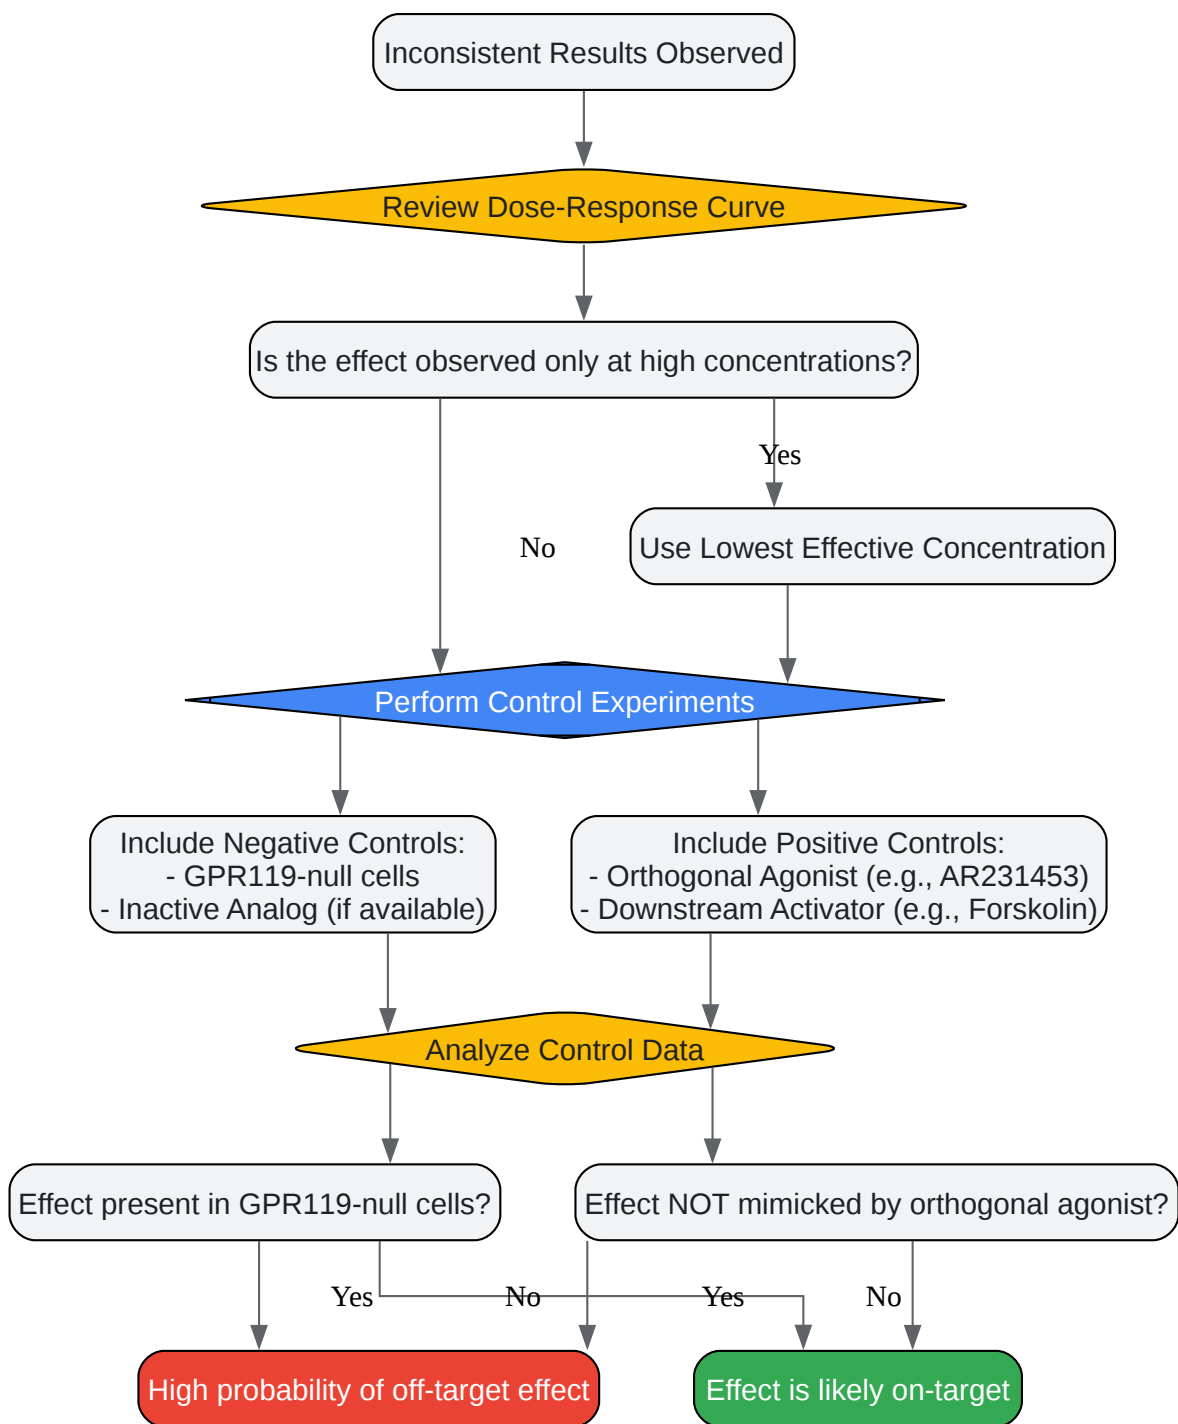 Inconsistent Results Observed
Review Dose-Response Curve
Is the effect observed only at high concentrations?
Yes
No
Use Lowest Effective Concentration
Perform Control Experiments
Include Negative Controls:
- GPR119-null cells
- Inactive Analog (if available)
Include Positive Controls:
- Orthogonal Agonist (e.g., AR231453)
- Downstream Activator (e.g., Forskolin)
Analyze Control Data
Effect present in GPR119-null cells?
Effect NOT mimicked by orthogonal agonist?
Yes
No
Yes
No
High probability of off-target effect
Effect is likely on-target